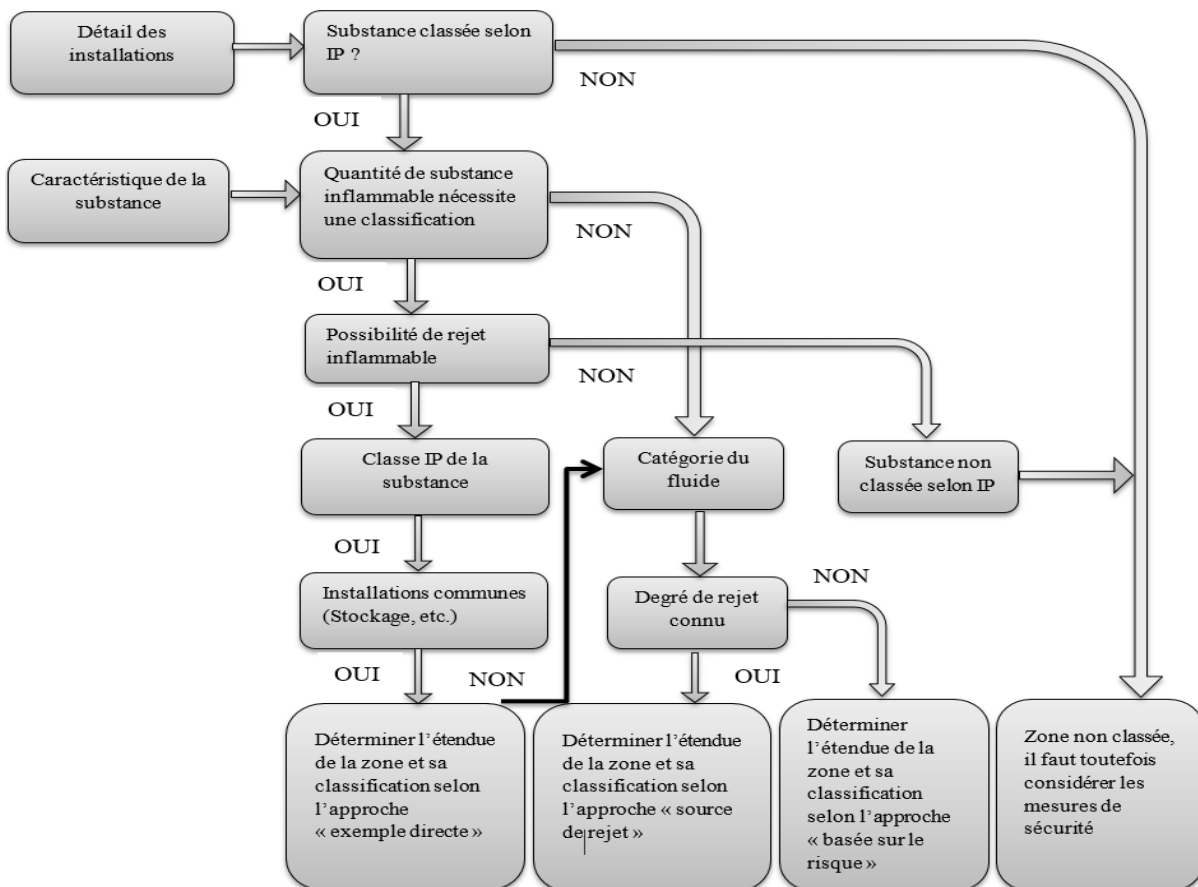 Détail des
installations
Substance classée selon
IP ?
NON
OUI
Caractéristique de la
substance
Quantité de substance
inflammable nécessite
une classification
NON
OUI
Possibilité de rejet
inflammable
NON
OUI
Classe IP de la
substance
Catégorie du
fluide
Substance non
classée selon IP
OUI
Installations communes
(Stockage, etc.)
Degré de rejet
connu
NON
OUI
NON
OUI
Déterminer l’étendue
de la zone et sa
classification selon
l’approche
« exemple directe »
Déterminer l’étendue
de la zone et sa
classification selon
l’approche « source
de rejet »
Déterminer
l’étendue de la
zone et sa
classification
selon l’approche
« basée sur le
risque »
Zone non classée,
il faut toutefois
considérer les
mesures de
sécurité